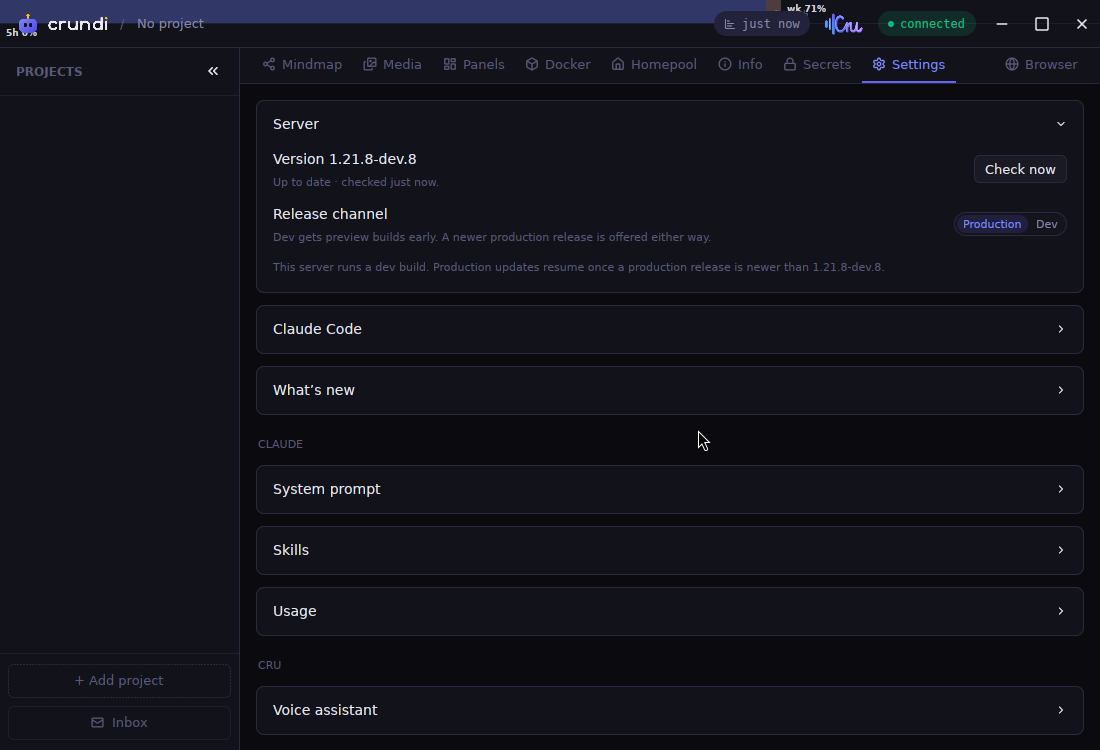 wk 71%
5h 0%
crundi / No project
just now
Cru
connected
PROJECTS
Mindmap
Media
Panels
Docker
Homepool
Info
Secrets
Settings
Browser
Server
Version 1.21.8-dev.8
Up to date · checked just now.
Check now
Release channel
Dev gets preview builds early. A newer production release is offered either way.
Production
Dev
This server runs a dev build. Production updates resume once a production release is newer than 1.21.8-dev.8.
Claude Code
What’s new
CLAUDE
System prompt
Skills
Usage
CRU
Voice assistant
+ Add project
Inbox